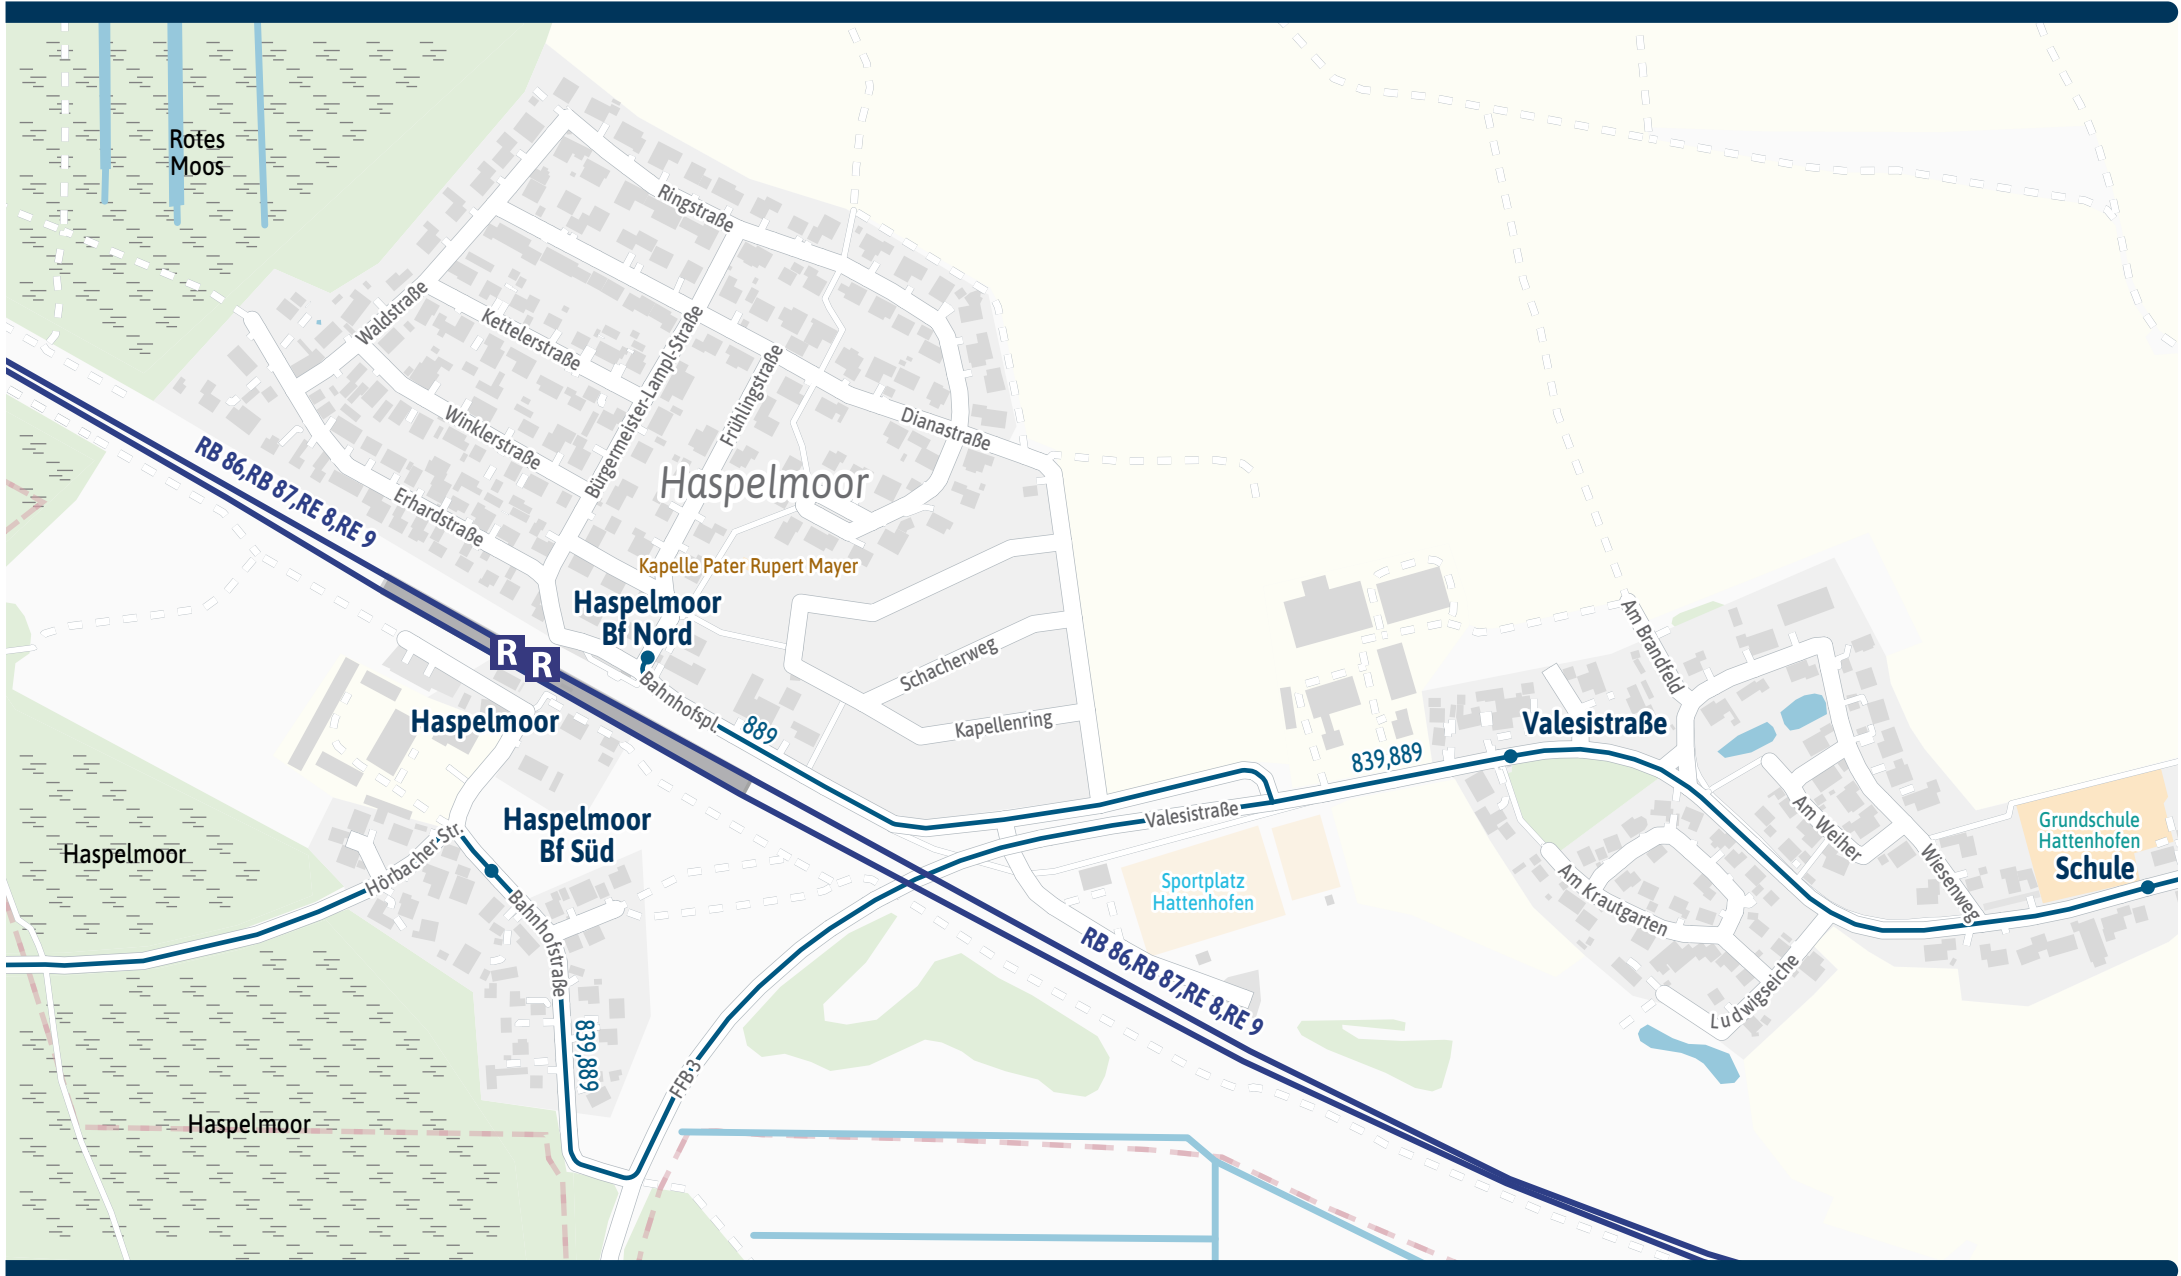 Rotes
Moos
Ringstraße
Waldstraße
Kettelerstraße
Bürgermeister-Lampl-Straße
Frühlingstraße
Winklerstraße
Dianastraße
RB 86,RB 87,RE 8,RE 9
Erhardstraße
Haspelmoor
Kapelle Pater Rupert Mayer
Haspelmoor
Bf Nord
R
R
Bahnhofspl.
889
Schacherweg
Kapellenring
Haspelmoor
Am Brandfeld
Valesistraße
839,889
Valesistraße
Haspelmoor
Bf Süd
Hörbacher Str.
Haspelmoor
Bahnhofstraße
Sportplatz
Hattenhofen
Am Weiher
Am Krautgarten
Wiesenweg
Grundschule
Hattenhofen
Schule
RB 86,RB 87,RE 8,RE 9
Ludwigseiche
839,889
FFB 3
Haspelmoor